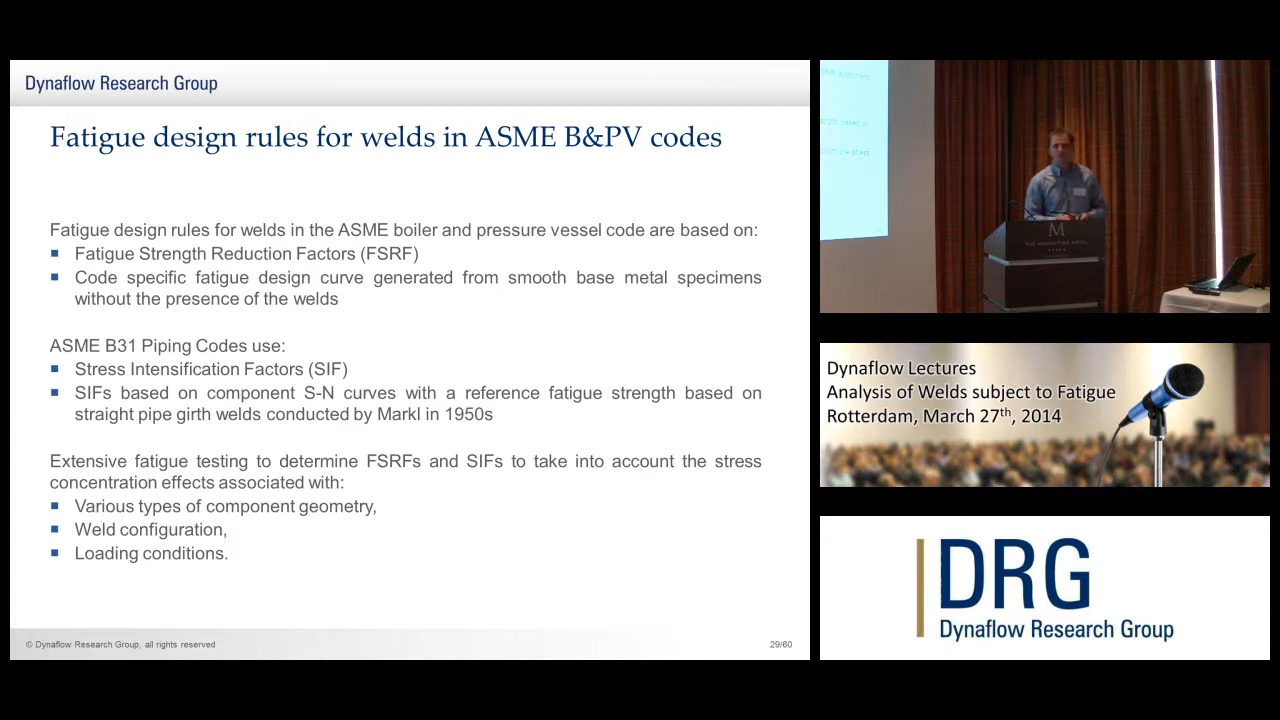 Dynaflow Research Group
Fatigue design rules for welds in ASME B&PV codes
Fatigue design rules for welds in the ASME boiler and pressure vessel code are based on:
Fatigue Strength Reduction Factors (FSRF)
Code specific fatigue design curve generated from smooth base metal specimens
without the presence of the welds
ASME B31 Piping Codes use:
Stress Intensification Factors (SIF)
SIFs based on component S-N curves with a reference fatigue strength based on
straight pipe girth welds conducted by Markl in 1950s
Extensive fatigue testing to determine FSRFs and SIFs to take into account the stress
concentration effects associated with:
Various types of component geometry,
Weld configuration,
Loading conditions.
© Dynaflow Research Group, all rights reserved
29/60
M
THE MANHATTAN HOTEL
Dynaflow Lectures
Analysis of Welds subject to Fatigue
Rotterdam, March 27th, 2014
DRG
Dynaflow Research Group